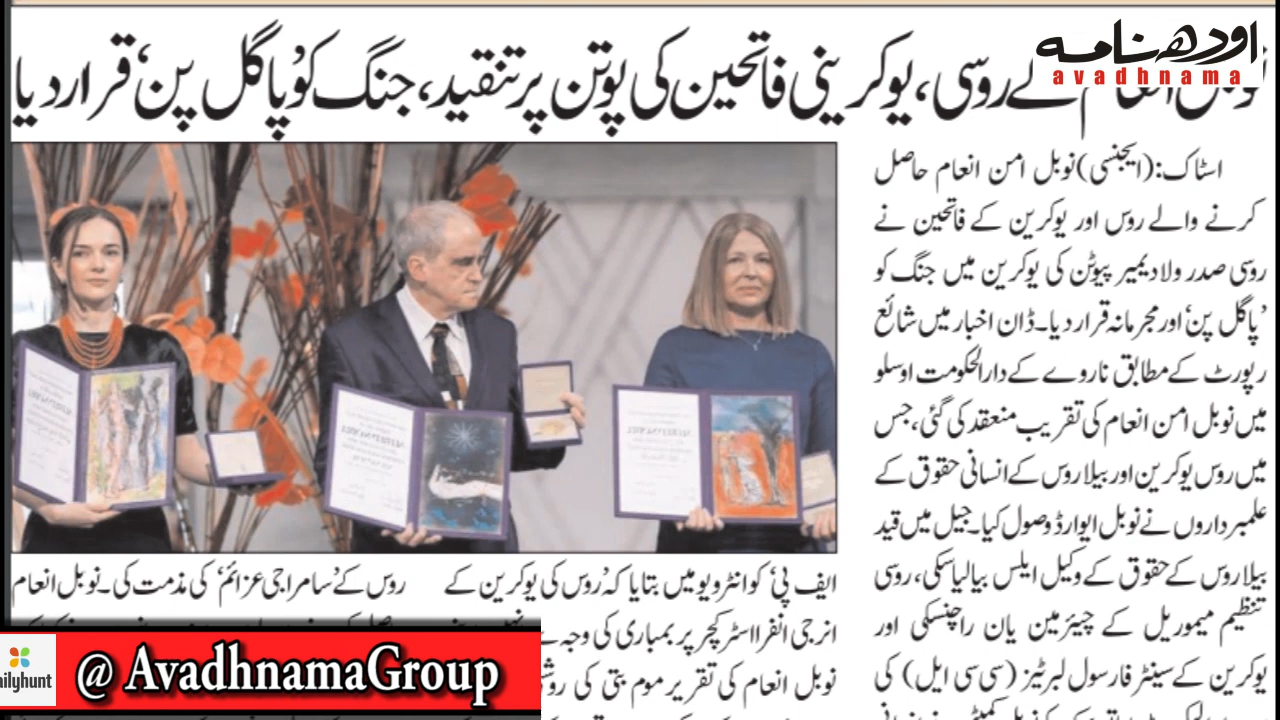 اودھ نامہ
avadhnama
روسی، یوکرینی فاتحین کی پوتن پر تنقید، جنگ کو ’پاگل پن‘ قرار دیا
اسٹاک:(ایجنسی)نوبل امن انعام حاصل
کرنے والے روس اور یوکرین کے فاتحین نے
روسی صدر ولادیمیر پیوٹن کی یوکرین میں جنگ کو
’پاگل پن‘ اور مجرمانہ قرار دیا۔ڈان اخبار میں شائع
رپورٹ کے مطابق ناروے کے دارالحکومت اوسلو
میں نوبل امن انعام کی تقریب منعقد کی گئی، جس
میں روس یوکرین اور بیلاروس کے انسانی حقوق کے
علمبرداروں نے نوبل ایوارڈ وصول کیا۔جیل میں قید
بیلاروس کے حقوق کے وکیل ایلس بیالیاسکی، روسی
تنظیم میموریل کے چیئرمین یان راچنسکی اور
یوکرین کے سینٹر فار سول لبرٹیز (سی سی ایل) کی
ایف پی‘ کو انٹرویو میں بتایا کہ ’روس کی یوکرین کے
انرجی انفرااسٹرکچر پر بمباری کی وجہ
نوبل انعام کی تقریر موم بتی کی
روس کے ’سامراجی عزائم‘ کی مذمت کی۔نوبل انعام
ailyhunt
@ AvadhnamaGroup